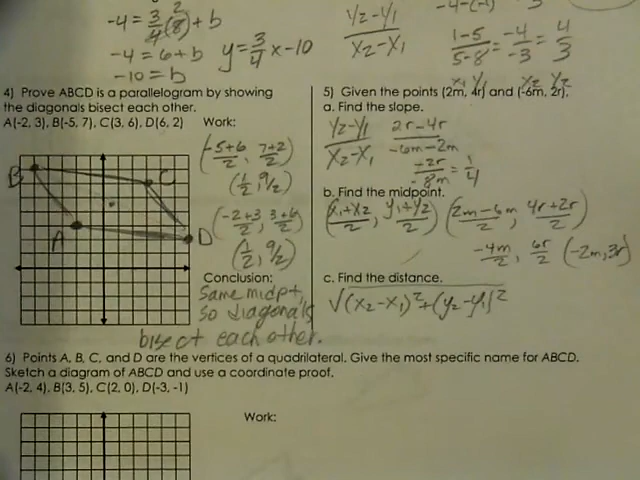 -4 = 3/4(8) + b
2
-4 = 6 + b
y = 3/4 x - 10
-10 = b
y2 - y1
x2 - x1
-4-(-1)
1-5 / 5-8 = -4 / -3 = 4 / 3
4) Prove ABCD is a parallelogram by showing
the diagonals bisect each other.
A(-2, 3), B(-5, 7), C(3, 6), D(6, 2) Work:
(-5+6 / 2, 7+2 / 2)
(1/2, 9/2)
(-2+3 / 2, 3+6 / 2)
(1/2, 9/2)
B
C
A
D
Conclusion:
Same midpt,
so diagonals
bisect each other.
x1 y1 x2 y2
5) Given the points (2m, 4r) and (-6m, 2r),
a. Find the slope.
y2 - y1 / x2 - x1
2r - 4r / -6m - 2m
-2r / -8m = 1/4
b. Find the midpoint.
(x1+x2 / 2, y1+y2 / 2) (2m-6m / 2, 4r+2r / 2)
-4m / 2, 6r / 2 (-2m, 3r)
c. Find the distance.
√(x2-x1)²+(y2-y1)²
6) Points A, B, C, and D are the vertices of a quadrilateral. Give the most specific name for ABCD.
Sketch a diagram of ABCD and use a coordinate proof.
A(-2, 4), B(3, 5), C(2, 0), D(-3, -1)
Work: